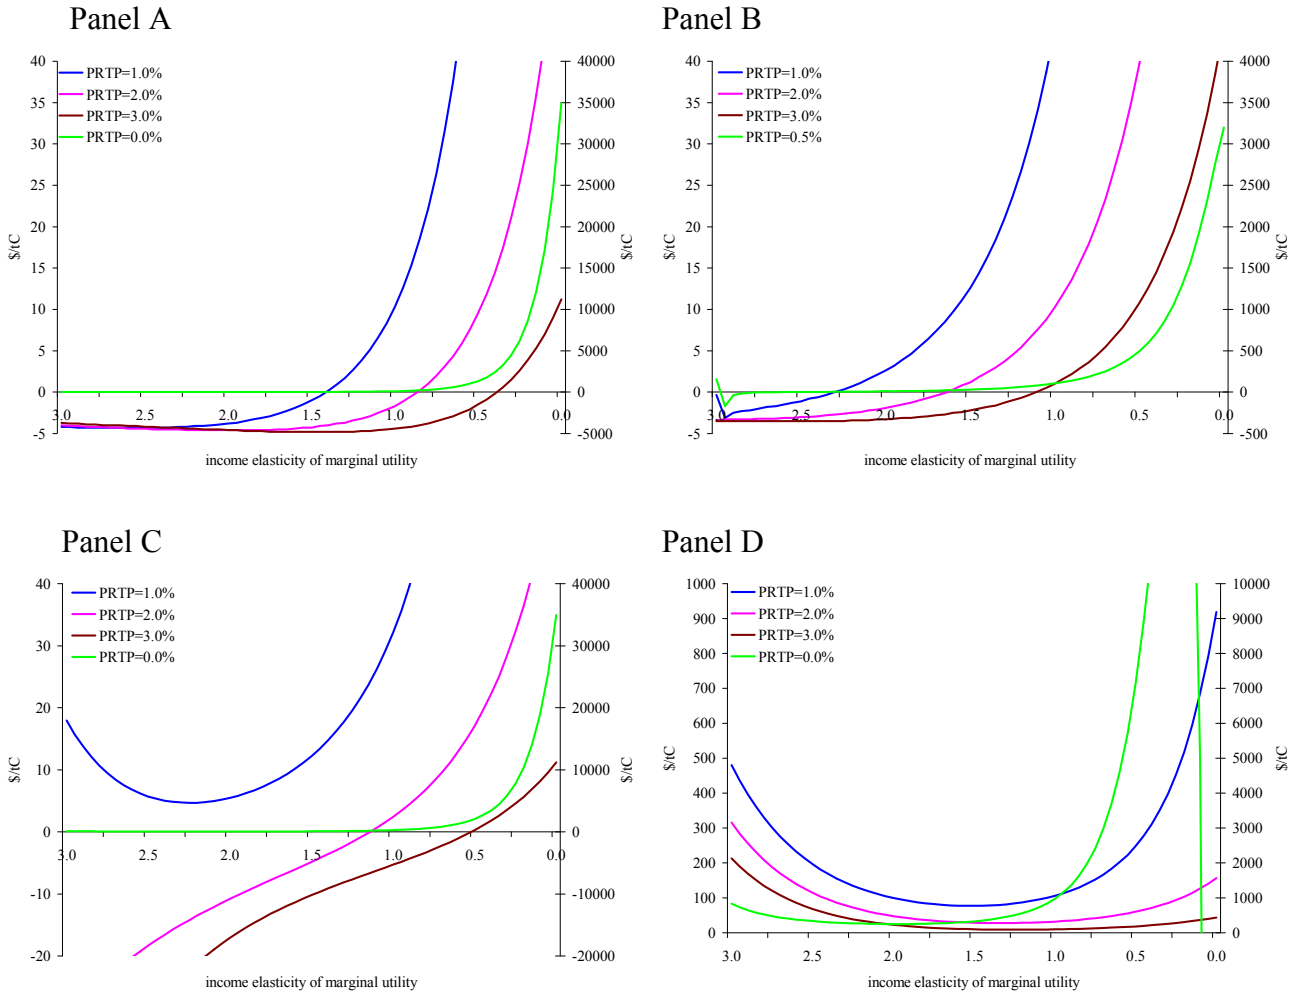 Panel A
40
35
30
25
20
15
10
5
0
-5
$/tC
PRTP=1.0%
PRTP=2.0%
PRTP=3.0%
PRTP=0.0%
40000
35000
30000
25000
20000
15000
10000
5000
0
-5000
$/tC
3.0 2.5 2.0 1.5 1.0 0.5 0.0
income elasticity of marginal utility
Panel B
40
35
30
25
20
15
10
5
0
-5
$/tC
PRTP=1.0%
PRTP=2.0%
PRTP=3.0%
PRTP=0.5%
4000
3500
3000
2500
2000
1500
1000
500
0
-500
$/tC
3.0 2.5 2.0 1.5 1.0 0.5 0.0
income elasticity of marginal utility
Panel C
40
30
20
10
0
-10
-20
$/tC
PRTP=1.0%
PRTP=2.0%
PRTP=3.0%
PRTP=0.0%
40000
30000
20000
10000
0
-10000
-20000
$/tC
3.0 2.5 2.0 1.5 1.0 0.5 0.0
income elasticity of marginal utility
Panel D
1000
900
800
700
600
500
400
300
200
100
0
$/tC
PRTP=1.0%
PRTP=2.0%
PRTP=3.0%
PRTP=0.0%
10000
9000
8000
7000
6000
5000
4000
3000
2000
1000
0
$/tC
3.0 2.5 2.0 1.5 1.0 0.5 0.0
income elasticity of marginal utility